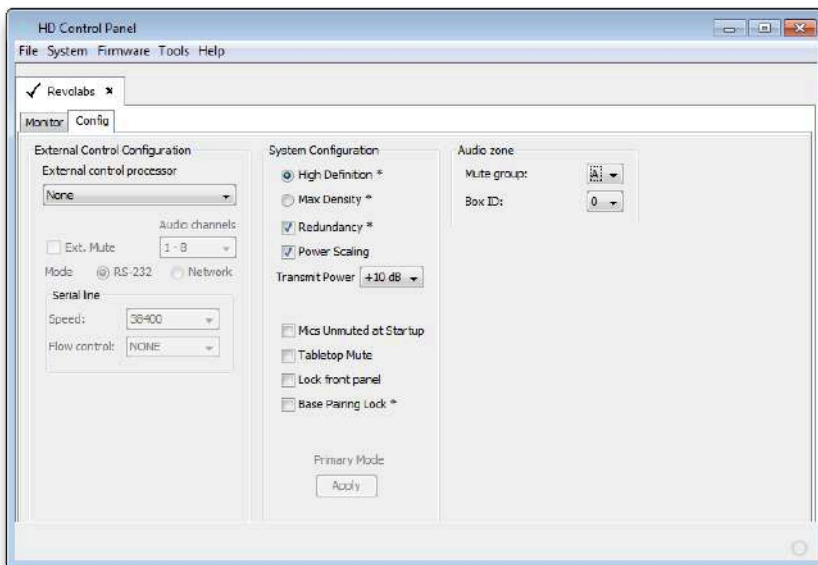 HD Control Panel
File System Firmware Tools Help
Revolabs
Monitor Config
External Control Configuration
External control processor
None
Audio channels
Ext. Mute 1 - 8
Mode RS-232 Network
Serial line
Speed: 38400
Flow control: NONE
System Configuration
High Definition *
Max Density *
Redundancy *
Power Scaling
Transmit Power +10 dB
Mics Unmuted at Startup
Tabletop Mute
Lock front panel
Base Pairing Lock *
Primary Mode
Apply
Audio zone
Mute group: A
Box ID: 0